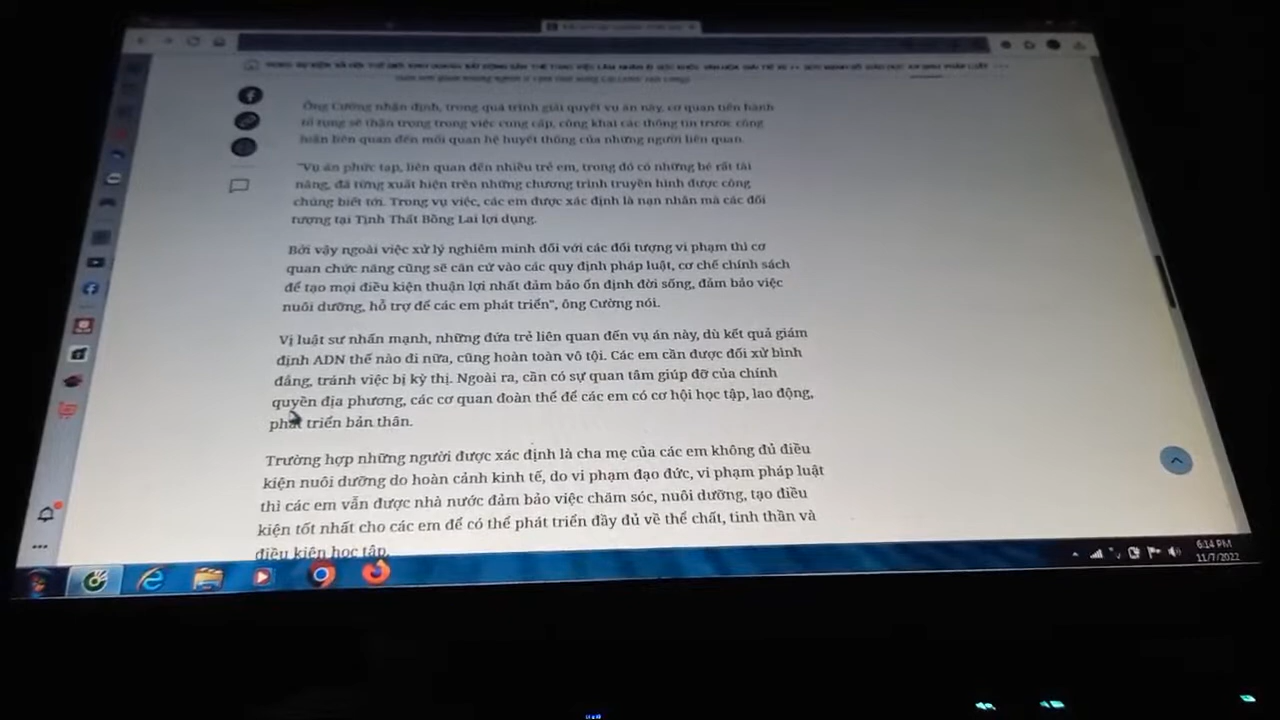 Ông Cường nhận định, trong quá trình giải quyết vụ án này, cơ quan tiến hành
tố tụng sẽ thận trọng trong việc cung cấp, công khai các thông tin trước công
luận liên quan đến mối quan hệ huyết thống của những người liên quan.
"Vụ án phức tạp, liên quan đến nhiều trẻ em, trong đó có những bé rất tài
năng, đã từng xuất hiện trên những chương trình truyền hình được công
chúng biết tới. Trong vụ việc, các em được xác định là nạn nhân mà các đối
tượng tại Tịnh Thất Bồng Lai lợi dụng.
Bởi vậy ngoài việc xử lý nghiêm minh đối với các đối tượng vi phạm thì cơ
quan chức năng cũng sẽ căn cứ vào các quy định pháp luật, cơ chế chính sách
để tạo mọi điều kiện thuận lợi nhất đảm bảo ổn định đời sống, đảm bảo việc
nuôi dưỡng, hỗ trợ để các em phát triển", ông Cường nói.
Vị luật sư nhấn mạnh, những đứa trẻ liên quan đến vụ án này, dù kết quả giám
định ADN thế nào đi nữa, cũng hoàn toàn vô tội. Các em cần được đối xử bình
đẳng, tránh việc bị kỳ thị. Ngoài ra, cần có sự quan tâm giúp đỡ của chính
quyền địa phương, các cơ quan đoàn thể để các em có cơ hội học tập, lao động,
phát triển bản thân.
Trường hợp những người được xác định là cha mẹ của các em không đủ điều
kiện nuôi dưỡng do hoàn cảnh kinh tế, do vi phạm đạo đức, vi phạm pháp luật
thì các em vẫn được nhà nước đảm bảo việc chăm sóc, nuôi dưỡng, tạo điều
kiện tốt nhất cho các em để có thể phát triển đầy đủ về thể chất, tinh thần và
điều kiện học tập.
6:14 PM
11/7/2022